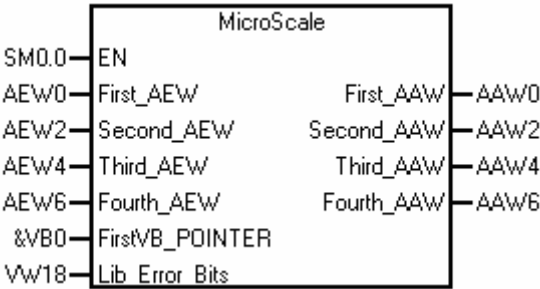 MicroScale
SM0.0 EN
AEW0 First_AEW First_AAW AAW0
AEW2 Second_AEW Second_AAW AAW2
AEW4 Third_AEW Third_AAW AAW4
AEW6 Fourth_AEW Fourth_AAW AAW6
&VB0 FirstVB_POINTER
VW18 Lib_Error_Bits